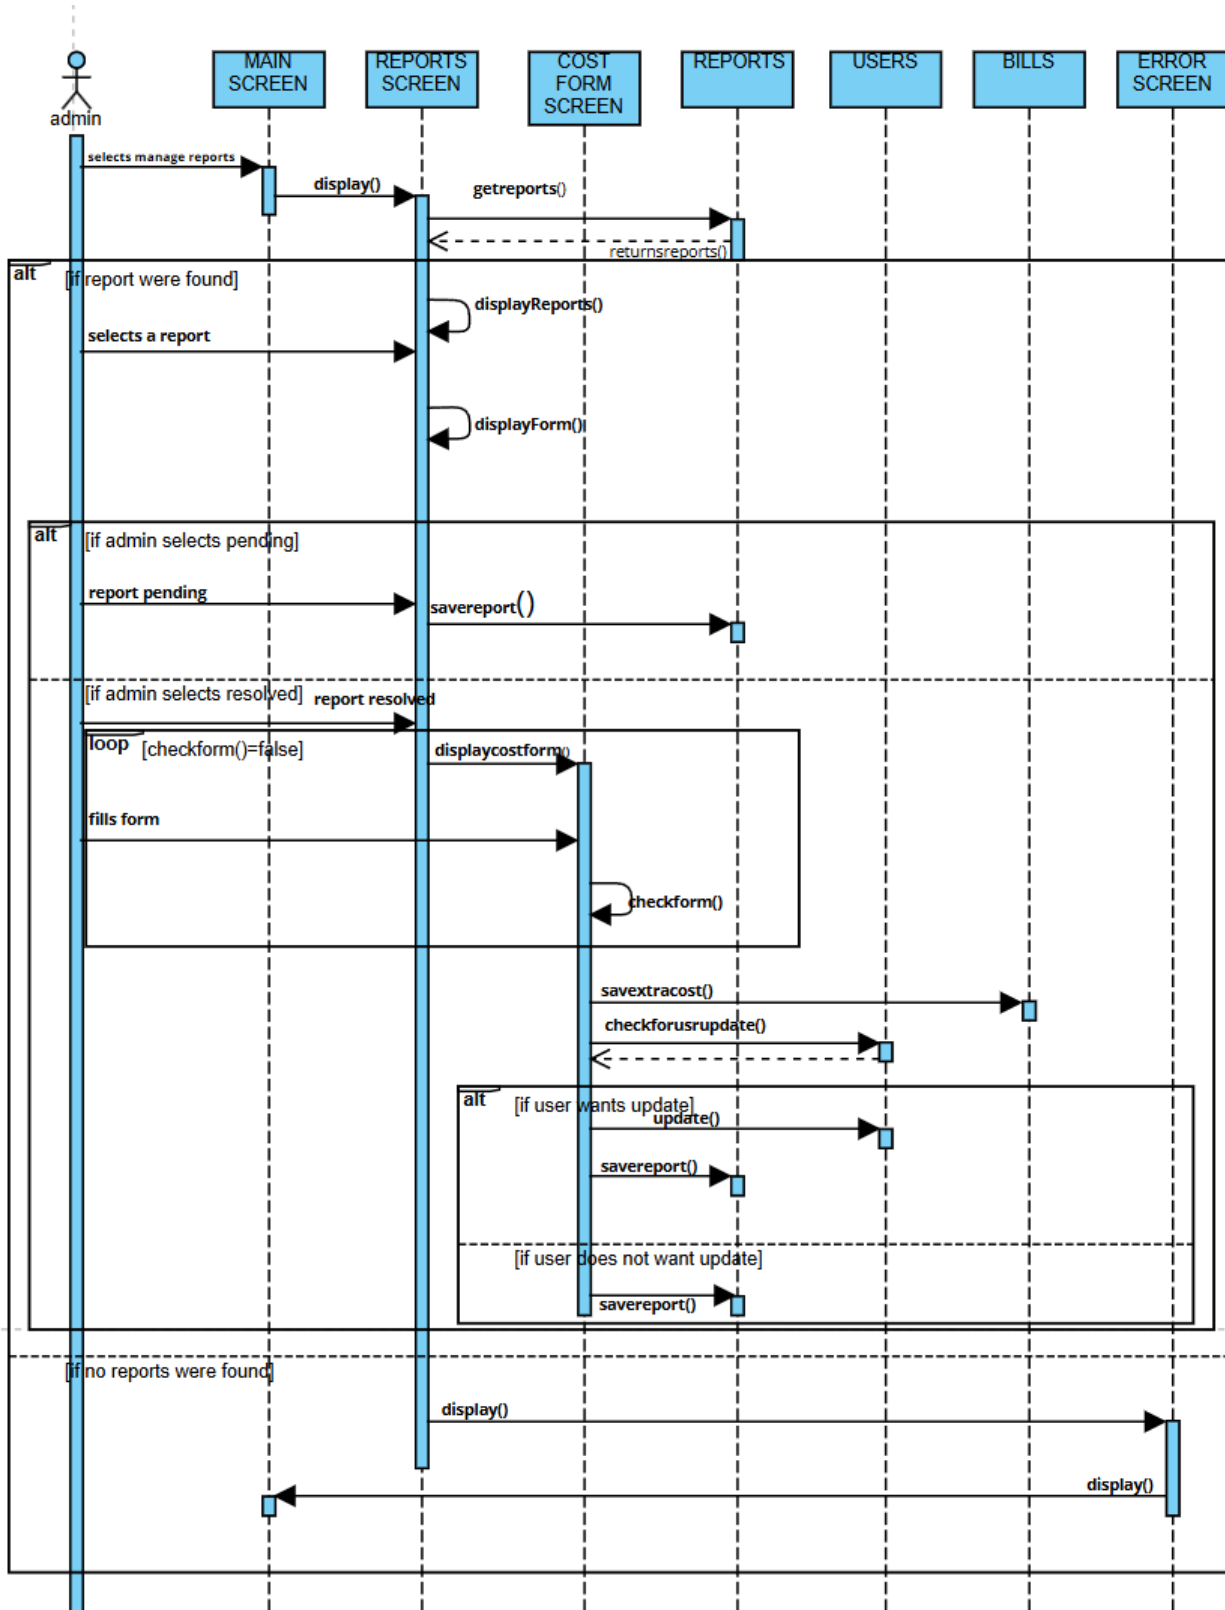 admin
MAIN
SCREEN
REPORTS
SCREEN
COST
FORM
SCREEN
REPORTS
USERS
BILLS
ERROR
SCREEN
selects manage reports
display()
getreports()
returnsreports()
alt
[if report were found]
displayReports()
selects a report
displayForm()
alt
[if admin selects pending]
report pending
savereport()
[if admin selects resolved]
report resolved
loop
[checkform()=false]
displaycostform()
fills form
checkform()
savextracost()
checkforusrupdate()
alt
[if user wants update]
update()
savereport()
[if user does not want update]
savereport()
[if no reports were found]
display()
display()